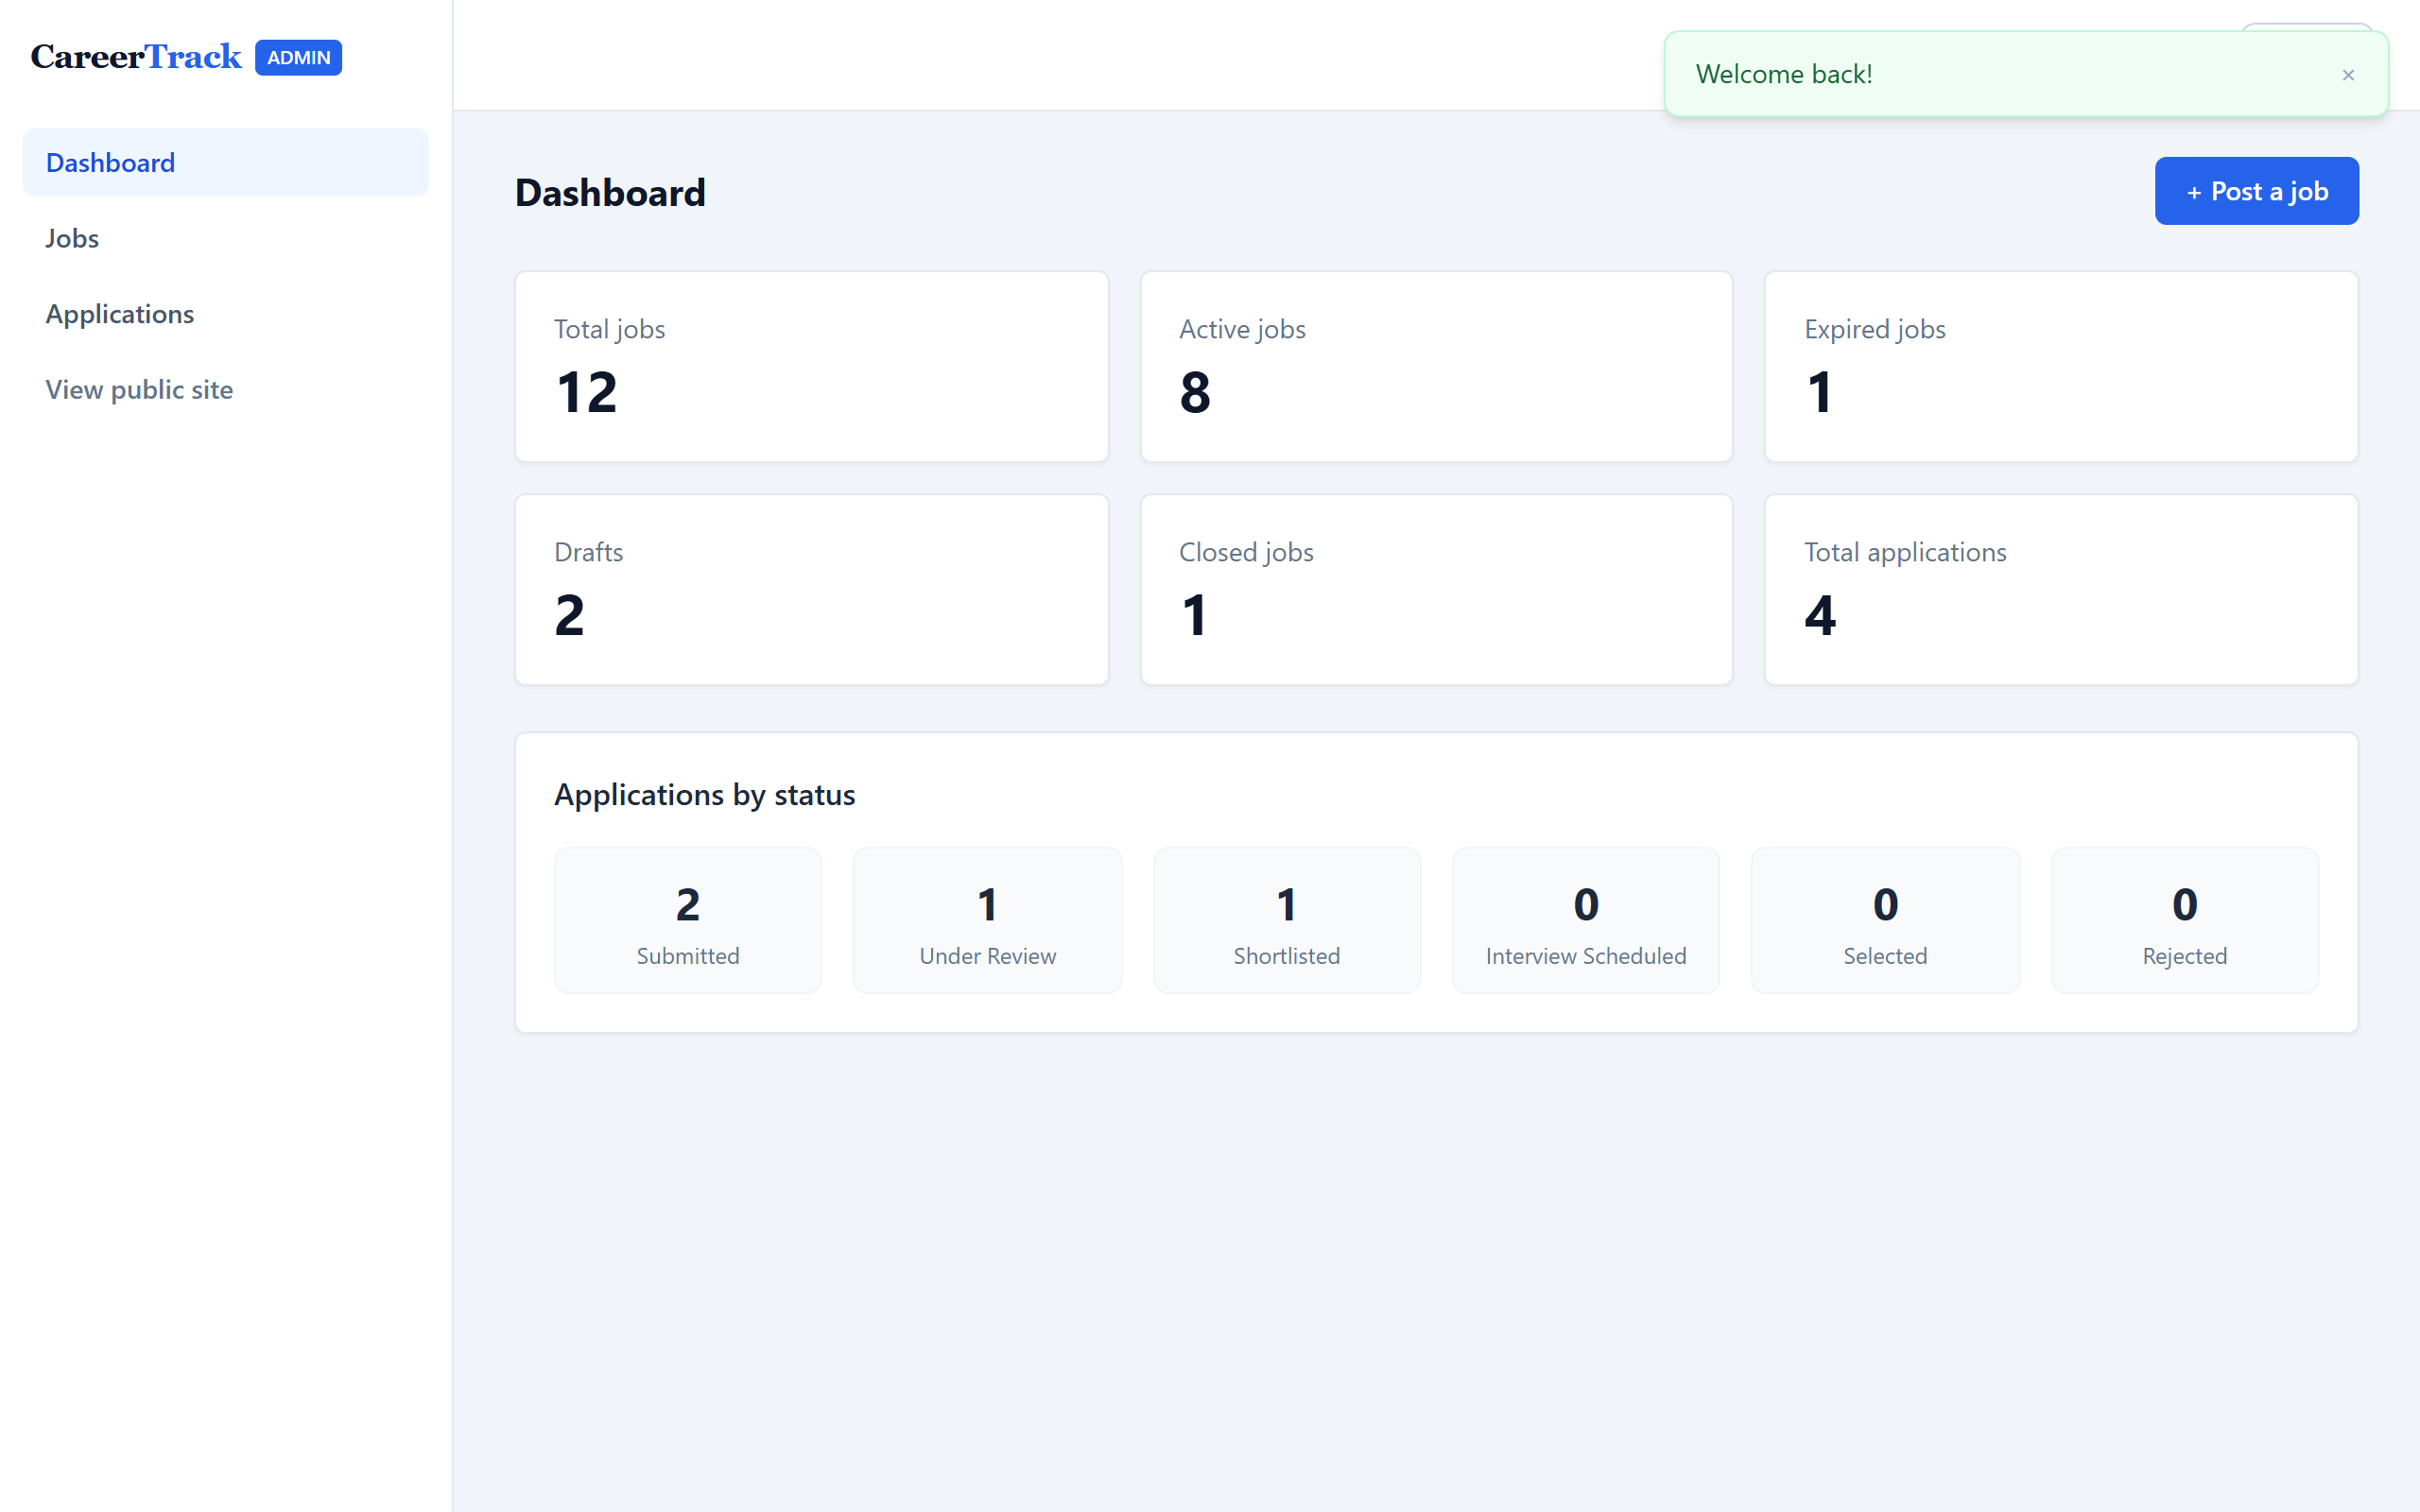 CareerTrack ADMIN
Dashboard
Jobs
Applications
View public site
Welcome back! ×
Dashboard
+ Post a job
Total jobs
12
Active jobs
8
Expired jobs
1
Drafts
2
Closed jobs
1
Total applications
4
Applications by status
2
Submitted
1
Under Review
1
Shortlisted
0
Interview Scheduled
0
Selected
0
Rejected